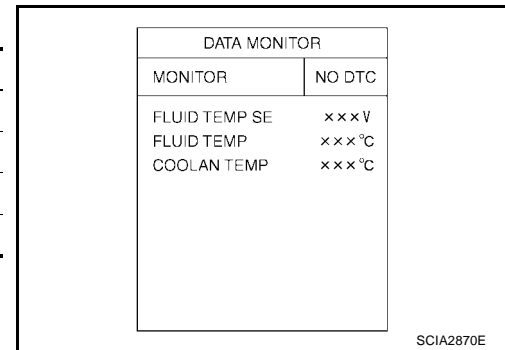 DATA MONITOR
MONITOR NO DTC
FLUID TEMP SE ×××V
FLUID TEMP ×××°C
COOLAN TEMP ×××°C
SCIA2870E